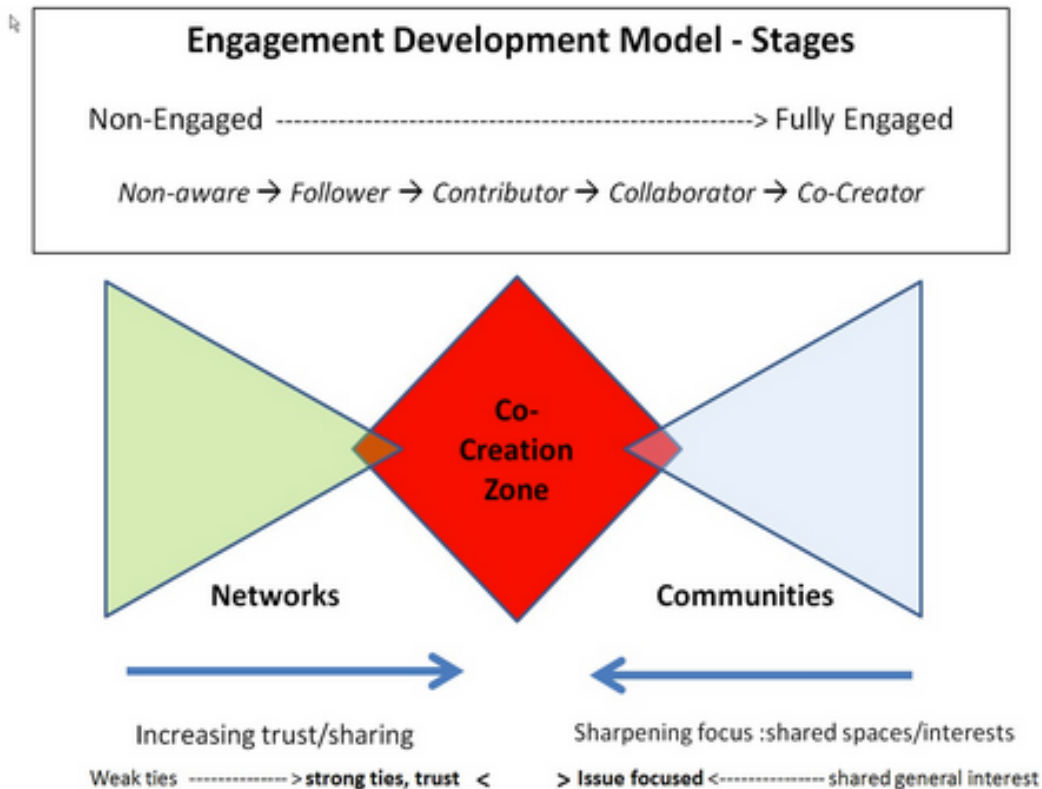 Engagement Development Model - Stages
Non-Engaged ------------------------------------------------------> Fully Engaged
Non-aware → Follower → Contributor → Collaborator → Co-Creator
Co-
Creation
Zone
Networks
Communities
Increasing trust/sharing
Sharpening focus :shared spaces/interests
Weak ties --------------> strong ties, trust <
> Issue focused <--------------- shared general interest